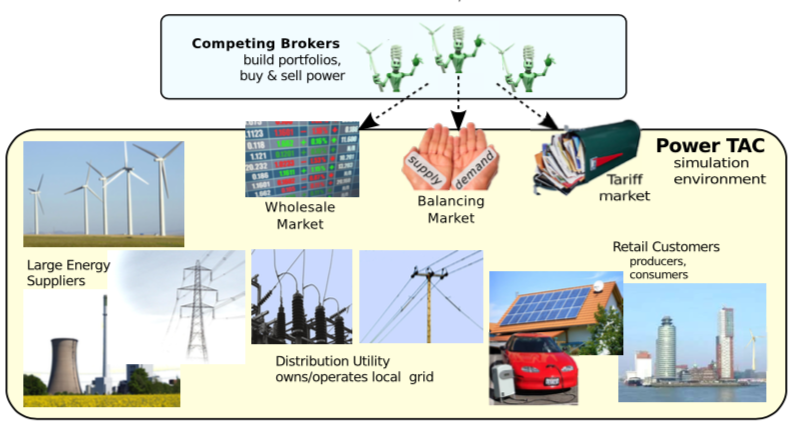 Competing Brokers
build portfolios,
buy & sell power
Power TAC
simulation
environment
supply
demand
Wholesale
Market
Balancing
Market
Tariff
market
Large Energy
Suppliers
Distribution Utility
owns/operates local grid
Retail Customers
producers,
consumers